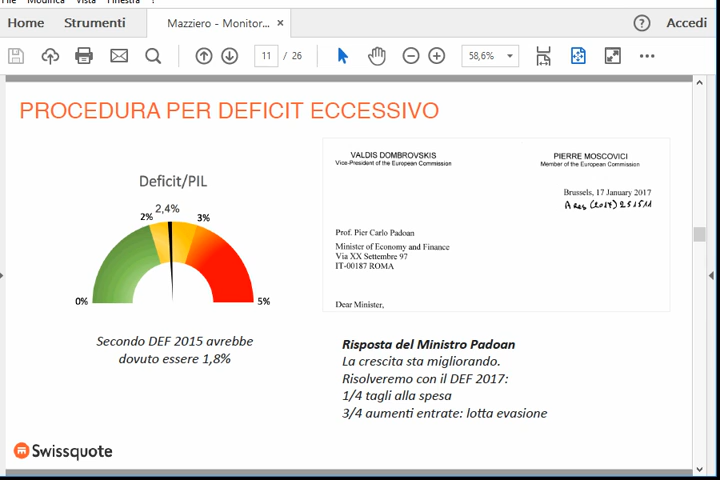 File Modifica Vista Finestra ?
Home Strumenti Mazziero - Monitor... × ? Accedi
11 / 26 58,6%
PROCEDURA PER DEFICIT ECCESSIVO
VALDIS DOMBROVSKIS
Vice-President of the European Commission
PIERRE MOSCOVICI
Member of the European Commission
Brussels, 17 January 2017
Ares (2017) 251511
Prof. Pier Carlo Padoan
Minister of Economy and Finance
Via XX Settembre 97
IT-00187 ROMA
Dear Minister,
Deficit/PIL
2,4%
2%
3%
0%
5%
Secondo DEF 2015 avrebbe
dovuto essere 1,8%
Risposta del Ministro Padoan
La crescita sta migliorando.
Risolveremo con il DEF 2017:
1/4 tagli alla spesa
3/4 aumenti entrate: lotta evasione
Swissquote